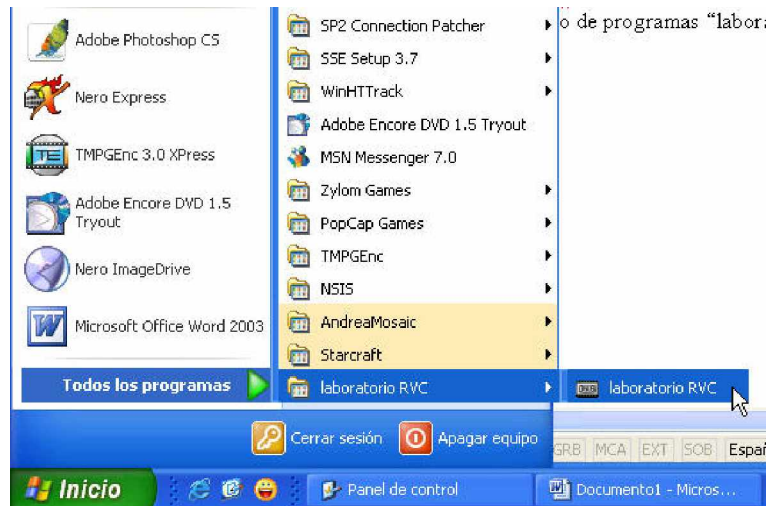 Adobe Photoshop CS
Nero Express
TMPGEnc 3.0 XPress
Adobe Encore DVD 1.5
Tryout
Nero ImageDrive
Microsoft Office Word 2003
Todos los programas
SP2 Connection Patcher
SSE Setup 3.7
WinHTTrack
Adobe Encore DVD 1.5 Tryout
MSN Messenger 7.0
Zylom Games
PopCap Games
TMPGEnc
NSIS
AndreaMosaic
Starcraft
laboratorio RVC
laboratorio RVC
o de programas “labora
Cerrar sesión
Apagar equipo
GRB MCA EXT SOB Españ
Inicio
Panel de control
Documento1 - Micros...